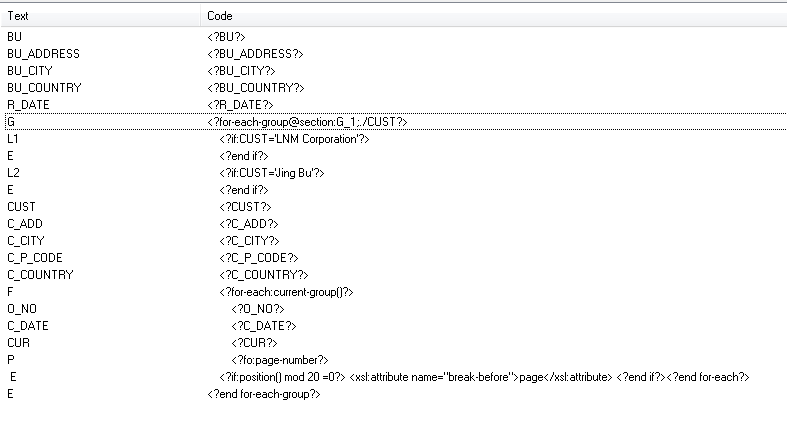 Text Code
BU <?BU?>
BU_ADDRESS <?BU_ADDRESS?>
BU_CITY <?BU_CITY?>
BU_COUNTRY <?BU_COUNTRY?>
R_DATE <?R_DATE?>
G <?for-each-group@section:G_1;./CUST?>
L1 <?if:CUST='LNM Corporation'?>
E <?end if?>
L2 <?if:CUST='Jing Bu'?>
E <?end if?>
CUST <?CUST?>
C_ADD <?C_ADD?>
C_CITY <?C_CITY?>
C_P_CODE <?C_P_CODE?>
C_COUNTRY <?C_COUNTRY?>
F <?for-each:current-group()?>
O_NO <?O_NO?>
C_DATE <?C_DATE?>
CUR <?CUR?>
P <?fo:page-number?>
E <?if:position() mod 20 =0?> <xsl:attribute name="break-before">page</xsl:attribute> <?end if?><?end for-each?>
E <?end for-each-group?>